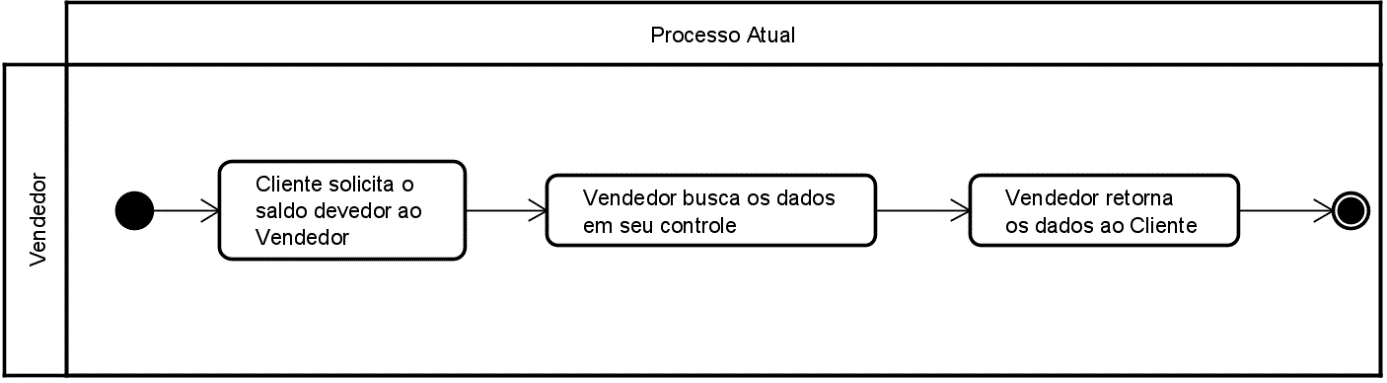 Processo Atual
Vendedor
Cliente solicita o
saldo devedor ao
Vendedor
Vendedor busca os dados
em seu controle
Vendedor retorna
os dados ao Cliente